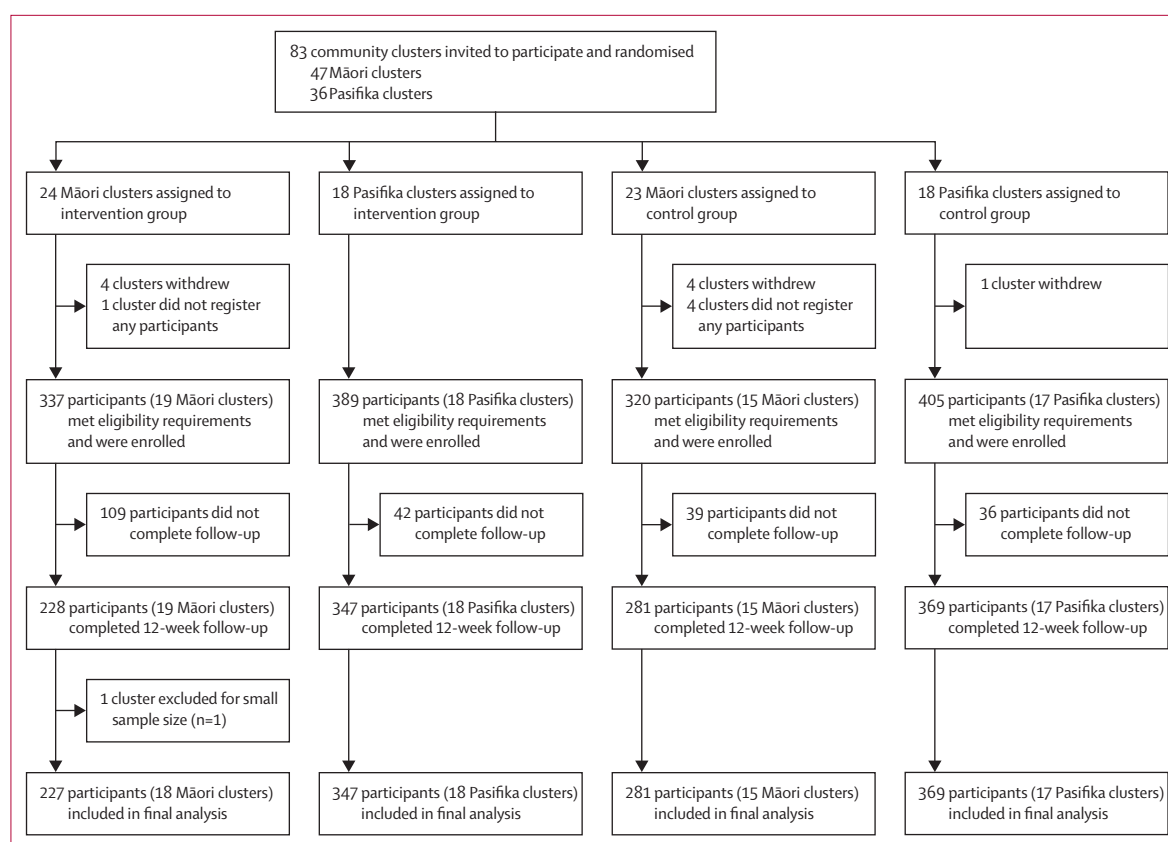 83 community clusters invited to participate and randomised
47 Māori clusters
36 Pasifika clusters
24 Māori clusters assigned to
intervention group
18 Pasifika clusters assigned to
intervention group
23 Māori clusters assigned to
control group
18 Pasifika clusters assigned to
control group
4 clusters withdrew
1 cluster did not register
any participants
4 clusters withdrew
4 clusters did not register
any participants
1 cluster withdrew
337 participants (19 Māori clusters)
met eligibility requirements
and were enrolled
389 participants (18 Pasifika clusters)
met eligibility requirements
and were enrolled
320 participants (15 Māori clusters)
met eligibility requirements
and were enrolled
405 participants (17 Pasifika clusters)
met eligibility requirements
and were enrolled
109 participants did not
complete follow-up
42 participants did not
complete follow-up
39 participants did not
complete follow-up
36 participants did not
complete follow-up
228 participants (19 Māori clusters)
completed 12-week follow-up
347 participants (18 Pasifika clusters)
completed 12-week follow-up
281 participants (15 Māori clusters)
completed 12-week follow-up
369 participants (17 Pasifika clusters)
completed 12-week follow-up
1 cluster excluded for small
sample size (n=1)
227 participants (18 Māori clusters)
included in final analysis
347 participants (18 Pasifika clusters)
included in final analysis
281 participants (15 Māori clusters)
included in final analysis
369 participants (17 Pasifika clusters)
included in final analysis